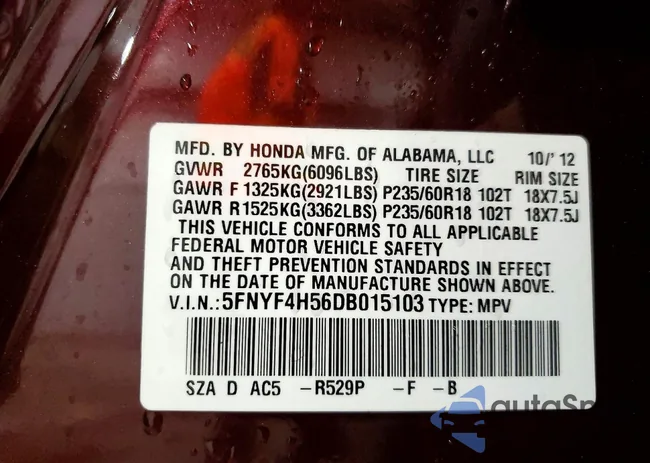 MFD. BY HONDA MFG. OF ALABAMA, LLC 10/'12
GVWR 2765KG(6096LBS) TIRE SIZE RIM SIZE
GAWR F 1325KG(2921LBS) P235/60R18 102T 18X7.5J
GAWR R1525KG(3362LBS) P235/60R18 102T 18X7.5J
THIS VEHICLE CONFORMS TO ALL APPLICABLE
FEDERAL MOTOR VEHICLE SAFETY
AND THEFT PREVENTION STANDARDS IN EFFECT
ON THE DATE OF MANUFACTURE SHOWN ABOVE.
V.I.N.:5FNYF4H56DB015103 TYPE: MPV
SZA D AC5 -R529P -F -B